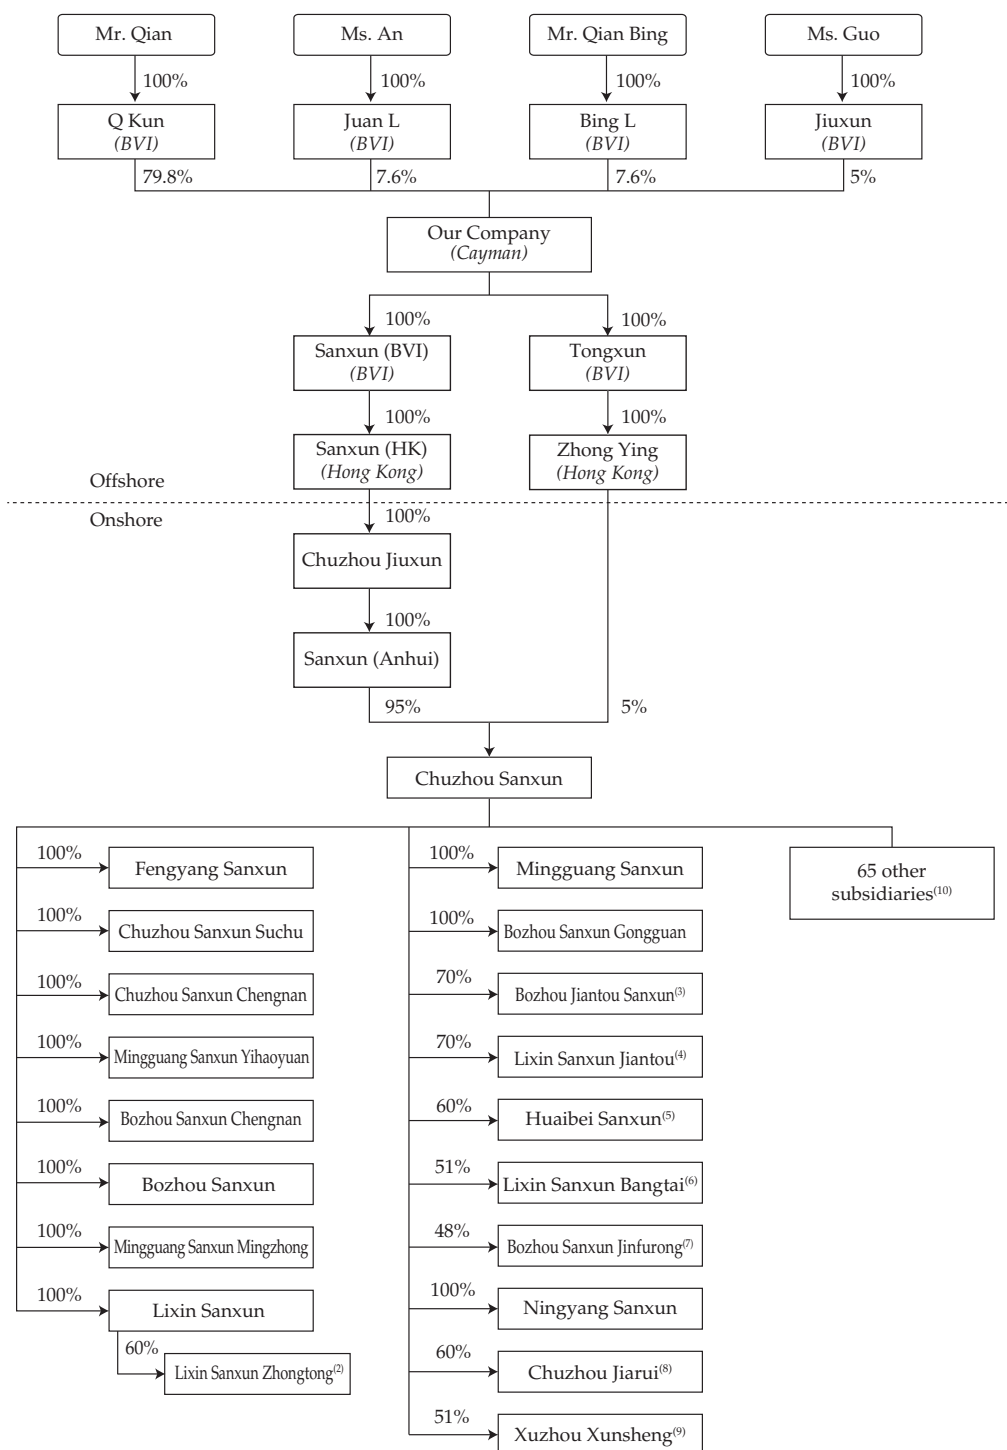 Mr. Qian
Ms. An
Mr. Qian Bing
Ms. Guo
100%
100%
100%
100%
Q Kun
(BVI)
Juan L
(BVI)
Bing L
(BVI)
Jiuxun
(BVI)
79.8%
7.6%
7.6%
5%
Our Company
(Cayman)
100%
100%
Sanxun (BVI)
(BVI)
Tongxun
(BVI)
100%
100%
Sanxun (HK)
(Hong Kong)
Zhong Ying
(Hong Kong)
Offshore
Onshore
100%
Chuzhou Jiuxun
100%
Sanxun (Anhui)
95%
5%
Chuzhou Sanxun
100%
Fengyang Sanxun
100%
Chuzhou Sanxun Suchu
100%
Chuzhou Sanxun Chengnan
100%
Mingguang Sanxun Yihaoyuan
100%
Bozhou Sanxun Chengnan
100%
Bozhou Sanxun
100%
Mingguang Sanxun Mingzhong
100%
Lixin Sanxun
60%
Lixin Sanxun Zhongtong(2)
100%
Mingguang Sanxun
100%
Bozhou Sanxun Gongguan
70%
Bozhou Jiantou Sanxun(3)
70%
Lixin Sanxun Jiantou(4)
60%
Huaibei Sanxun(5)
51%
Lixin Sanxun Bangtai(6)
48%
Bozhou Sanxun Jinfurong(7)
100%
Ningyang Sanxun
60%
Chuzhou Jiarui(8)
51%
Xuzhou Xunsheng(9)
65 other
subsidiaries(10)